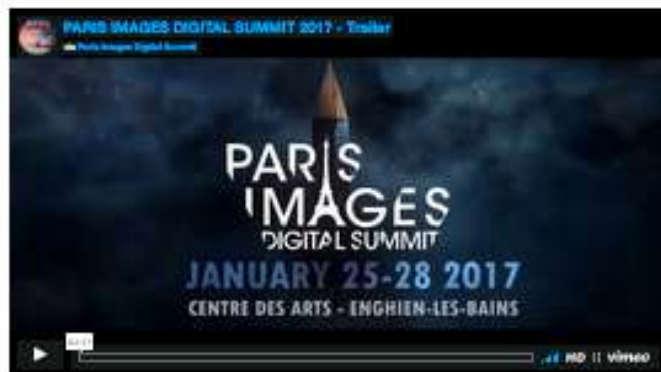 PARIS IMAGES DIGITAL SUMMIT 2017 - Trailer
Paris Images Digital Summit
PARIS
IMAGES
DIGITAL SUMMIT
JANUARY 25-28 2017
CENTRE DES ARTS - ENGHIEN-LES-BAINS
HD vimeo